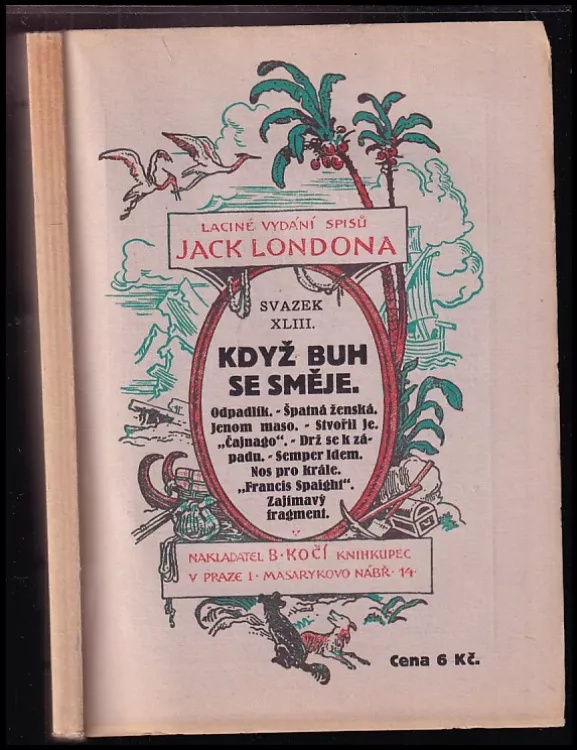 LACINÉ VYDÁNÍ SPISŮ
JACK LONDONA
SVAZEK
XLIII.
KDYŽ BUH
SE SMĚJE.
Odpadlík. - Špatná ženská.
Jenom maso. - Stvořil je.
„Čajnago“. - Drž se k zá-
padu. - Semper Idem.
Nos pro krále.
„Francis Spaight“.
Zajímavý
fragment.
NAKLADATEL B·KOČÍ KNIHKUPEC
V PRAZE I· MASARYKOVO NÁBŘ·14·
Cena 6 Kč.